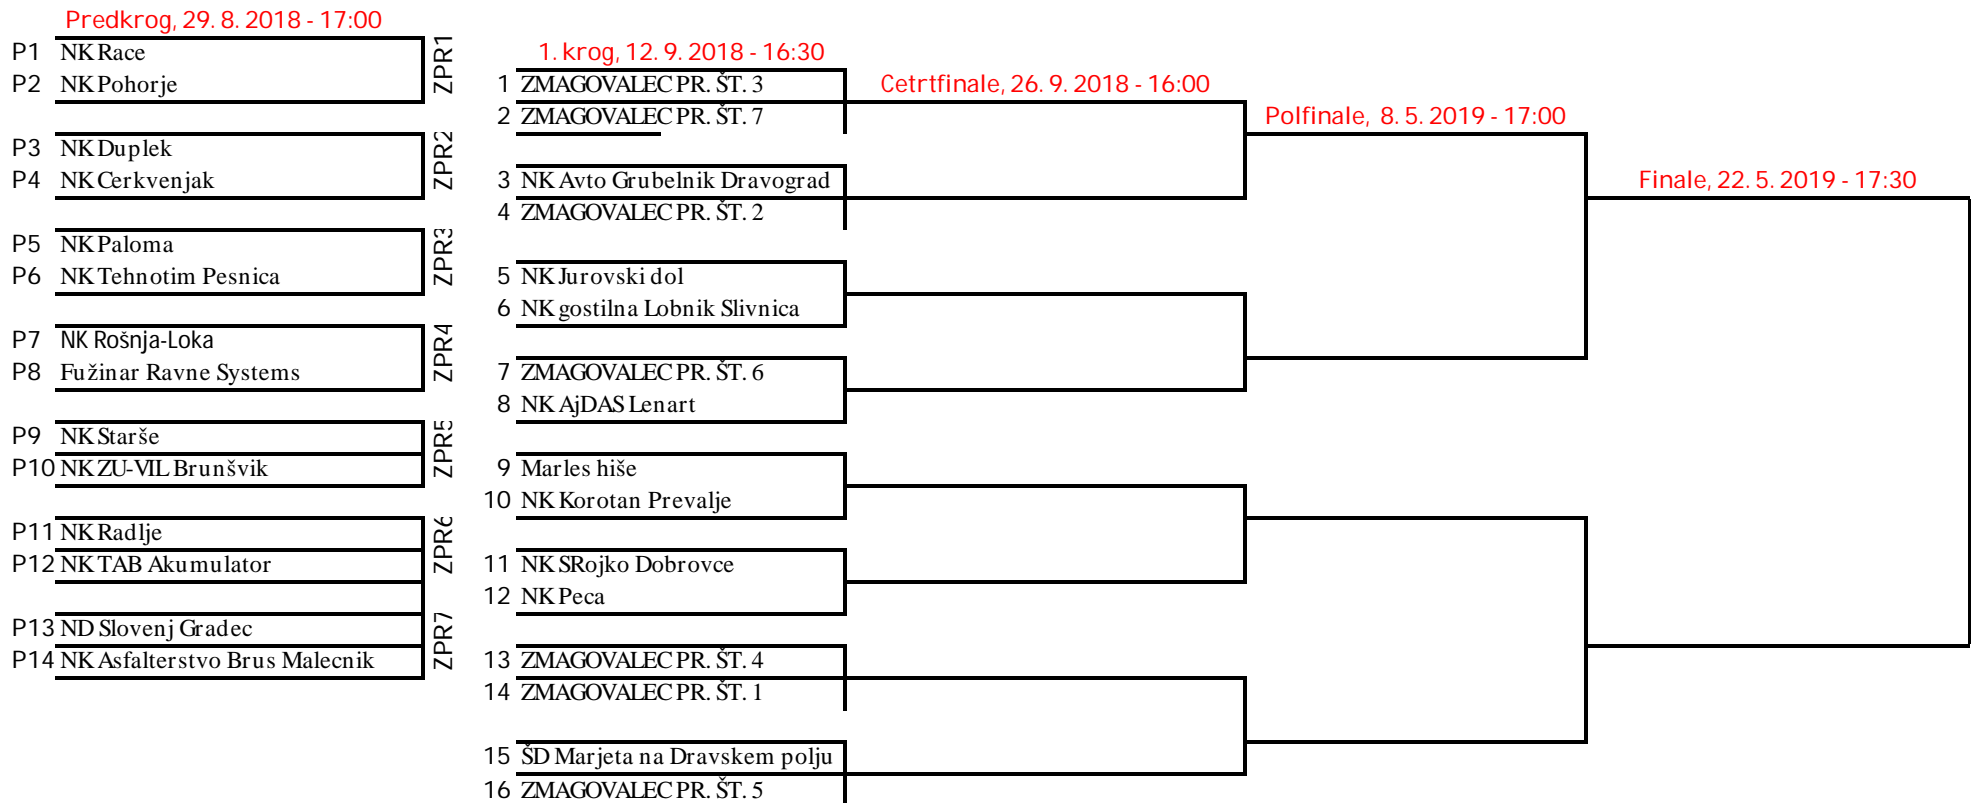 Predkrog, 29. 8. 2018 - 17:00
P1 NK Race
P2 NK Pohorje
ZPR1
P3 NK Duplek
P4 NK Cerkvenjak
ZPR2
P5 NK Paloma
P6 NK Tehnotim Pesnica
ZPR3
P7 NK Rošnja-Loka
P8 Fužinar Ravne Systems
ZPR4
P9 NK Starše
P10 NK ZU-VIL Brunšvik
ZPR5
P11 NK Radlje
P12 NK TAB Akumulator
ZPR6
P13 ND Slovenj Gradec
P14 NK Asfalterstvo Brus Malecnik
ZPR7
1. krog, 12. 9. 2018 - 16:30
1 ZMAGOVALEC PR. ŠT. 3
2 ZMAGOVALEC PR. ŠT. 7
3 NK Avto Grubelnik Dravograd
4 ZMAGOVALEC PR. ŠT. 2
5 NK Jurovski dol
6 NK gostilna Lobnik Slivnica
7 ZMAGOVALEC PR. ŠT. 6
8 NK AjDAS Lenart
9 Marles hiše
10 NK Korotan Prevalje
11 NK SRojko Dobrovce
12 NK Peca
13 ZMAGOVALEC PR. ŠT. 4
14 ZMAGOVALEC PR. ŠT. 1
15 ŠD Marjeta na Dravskem polju
16 ZMAGOVALEC PR. ŠT. 5
Cetrtfinale, 26. 9. 2018 - 16:00
Polfinale, 8. 5. 2019 - 17:00
Finale, 22. 5. 2019 - 17:30